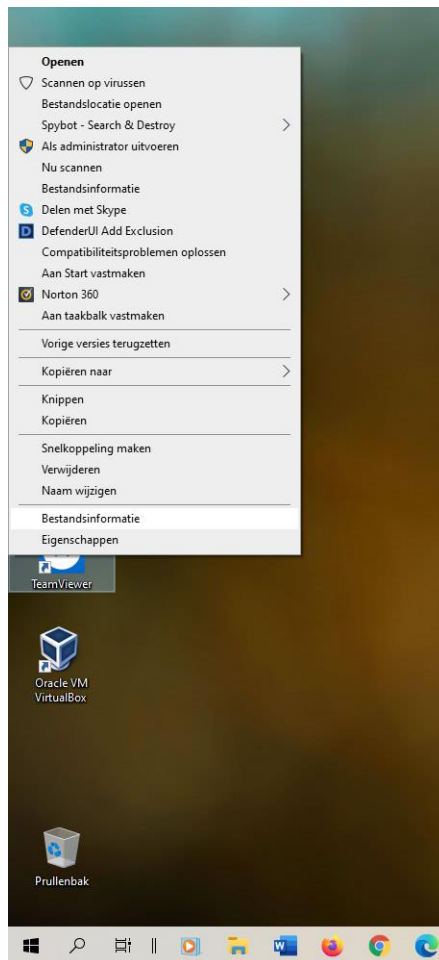 Openen
Scannen op virussen
Bestandslocatie openen
Spybot - Search & Destroy
Als administrator uitvoeren
Nu scannen
Bestandsinformatie
Delen met Skype
DefenderUI Add Exclusion
Compatibiliteitsproblemen oplossen
Aan Start vastmaken
Norton 360
Aan taakbalk vastmaken
Vorige versies terugzetten
Kopiëren naar
Knippen
Kopiëren
Snelkoppeling maken
Verwijderen
Naam wijzigen
Bestandsinformatie
Eigenschappen
TeamViewer
Oracle VM
VirtualBox
Prullenbak